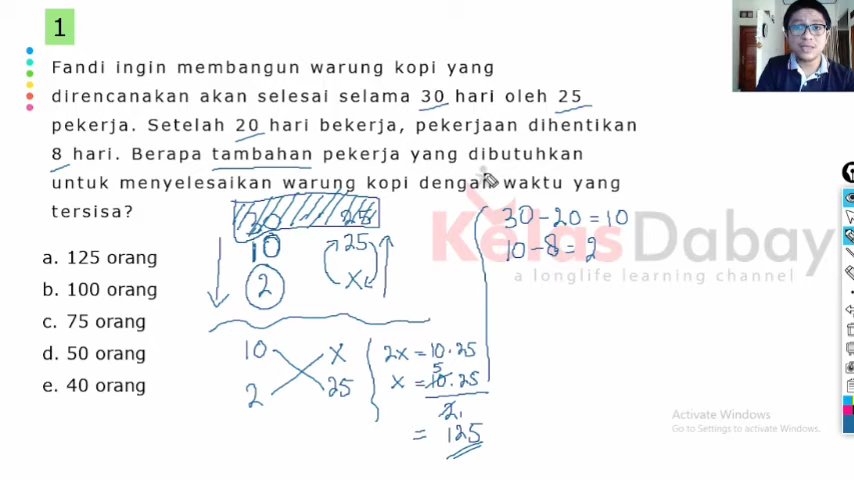 1
Fandi ingin membangun warung kopi yang
direncanakan akan selesai selama 30 hari oleh 25
pekerja. Setelah 20 hari bekerja, pekerjaan dihentikan
8 hari. Berapa tambahan pekerja yang dibutuhkan
untuk menyelesaikan warung kopi dengan waktu yang
tersisa?
a. 125 orang
b. 100 orang
c. 75 orang
d. 50 orang
e. 40 orang
30 25
10 25
2 x
10 x
2 25
2x = 10.25
x = 10.25
5
2 1
= 125
30 - 20 = 10
10 - 8 = 2
KelasDabay
a longlife learning channel
Activate Windows
Go to Settings to activate Windows.